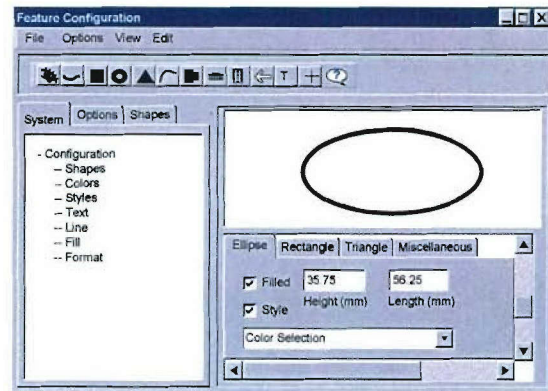 Feature Configuration
File Options View Edit
T
System Options Shapes
- Configuration
-- Shapes
-- Colors
-- Styles
-- Text
-- Line
-- Fill
-- Format
Ellipse Rectangle Triangle Miscellaneous
Filled 35.75 56.25
Height (mm) Length (mm)
Style
Color Selection